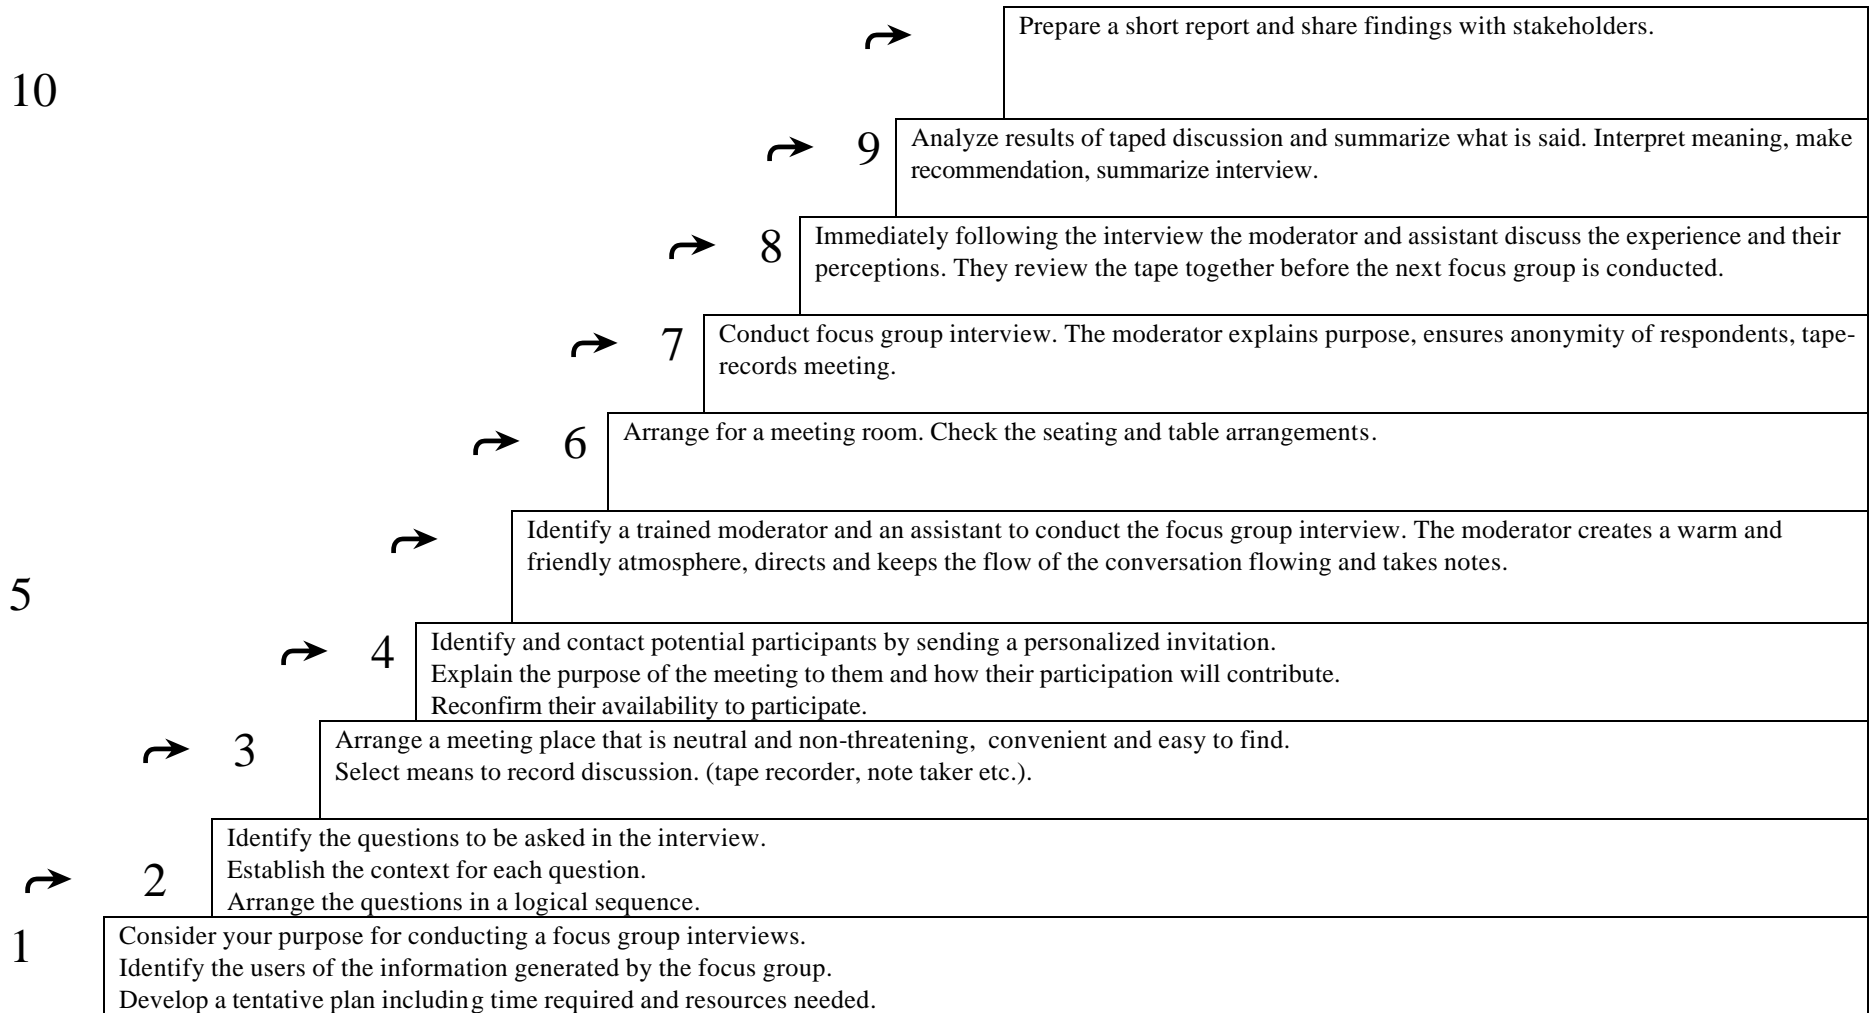 Prepare a short report and share findings with stakeholders.
10
9 Analyze results of taped discussion and summarize what is said. Interpret meaning, make
recommendation, summarize interview.
8 Immediately following the interview the moderator and assistant discuss the experience and their
perceptions. They review the tape together before the next focus group is conducted.
7 Conduct focus group interview. The moderator explains purpose, ensures anonymity of respondents, tape-
records meeting.
6 Arrange for a meeting room. Check the seating and table arrangements.
Identify a trained moderator and an assistant to conduct the focus group interview. The moderator creates a warm and
friendly atmosphere, directs and keeps the flow of the conversation flowing and takes notes.
5
4 Identify and contact potential participants by sending a personalized invitation.
Explain the purpose of the meeting to them and how their participation will contribute.
Reconfirm their availability to participate.
3 Arrange a meeting place that is neutral and non-threatening, convenient and easy to find.
Select means to record discussion. (tape recorder, note taker etc.).
Identify the questions to be asked in the interview.
Establish the context for each question.
2 Arrange the questions in a logical sequence.
1 Consider your purpose for conducting a focus group interviews.
Identify the users of the information generated by the focus group.
Develop a tentative plan including time required and resources needed.